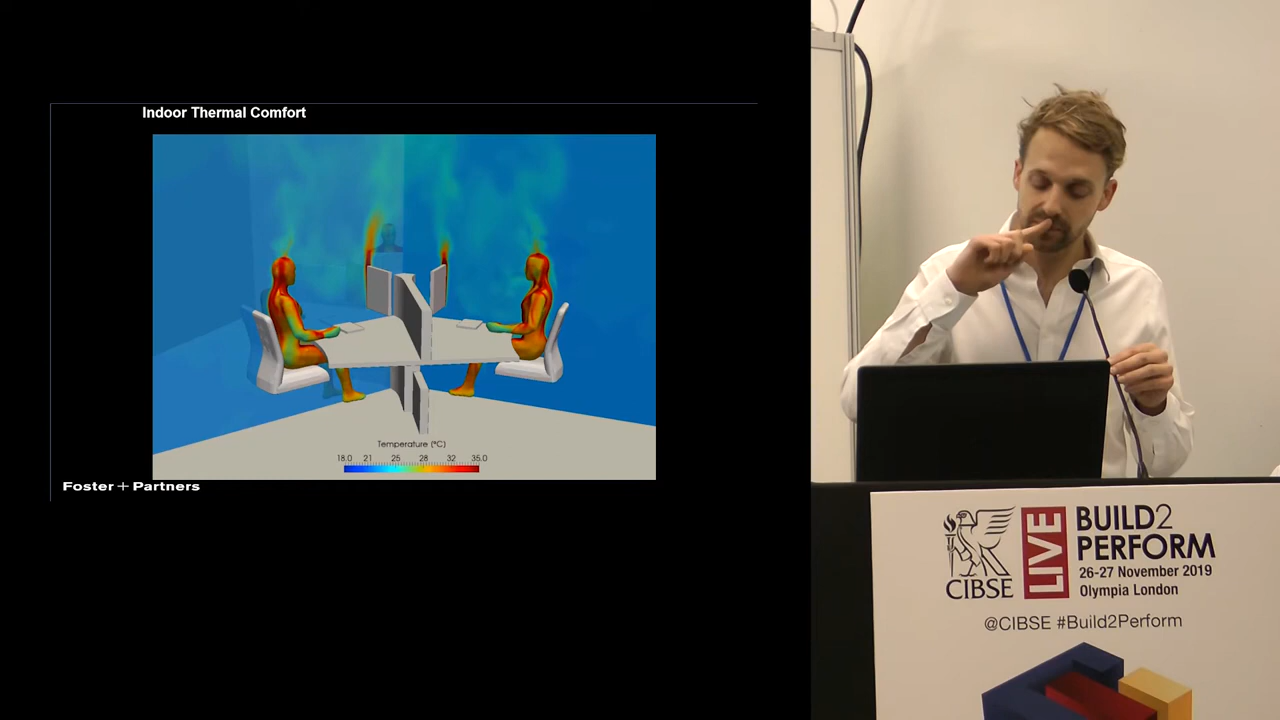 Indoor Thermal Comfort
Temperature (°C)
18.0 21 25 28 32 35.0
Foster + Partners
CIBSE
LIVE
BUILD2
PERFORM
26-27 November 2019
Olympia London
@CIBSE #Build2Perform